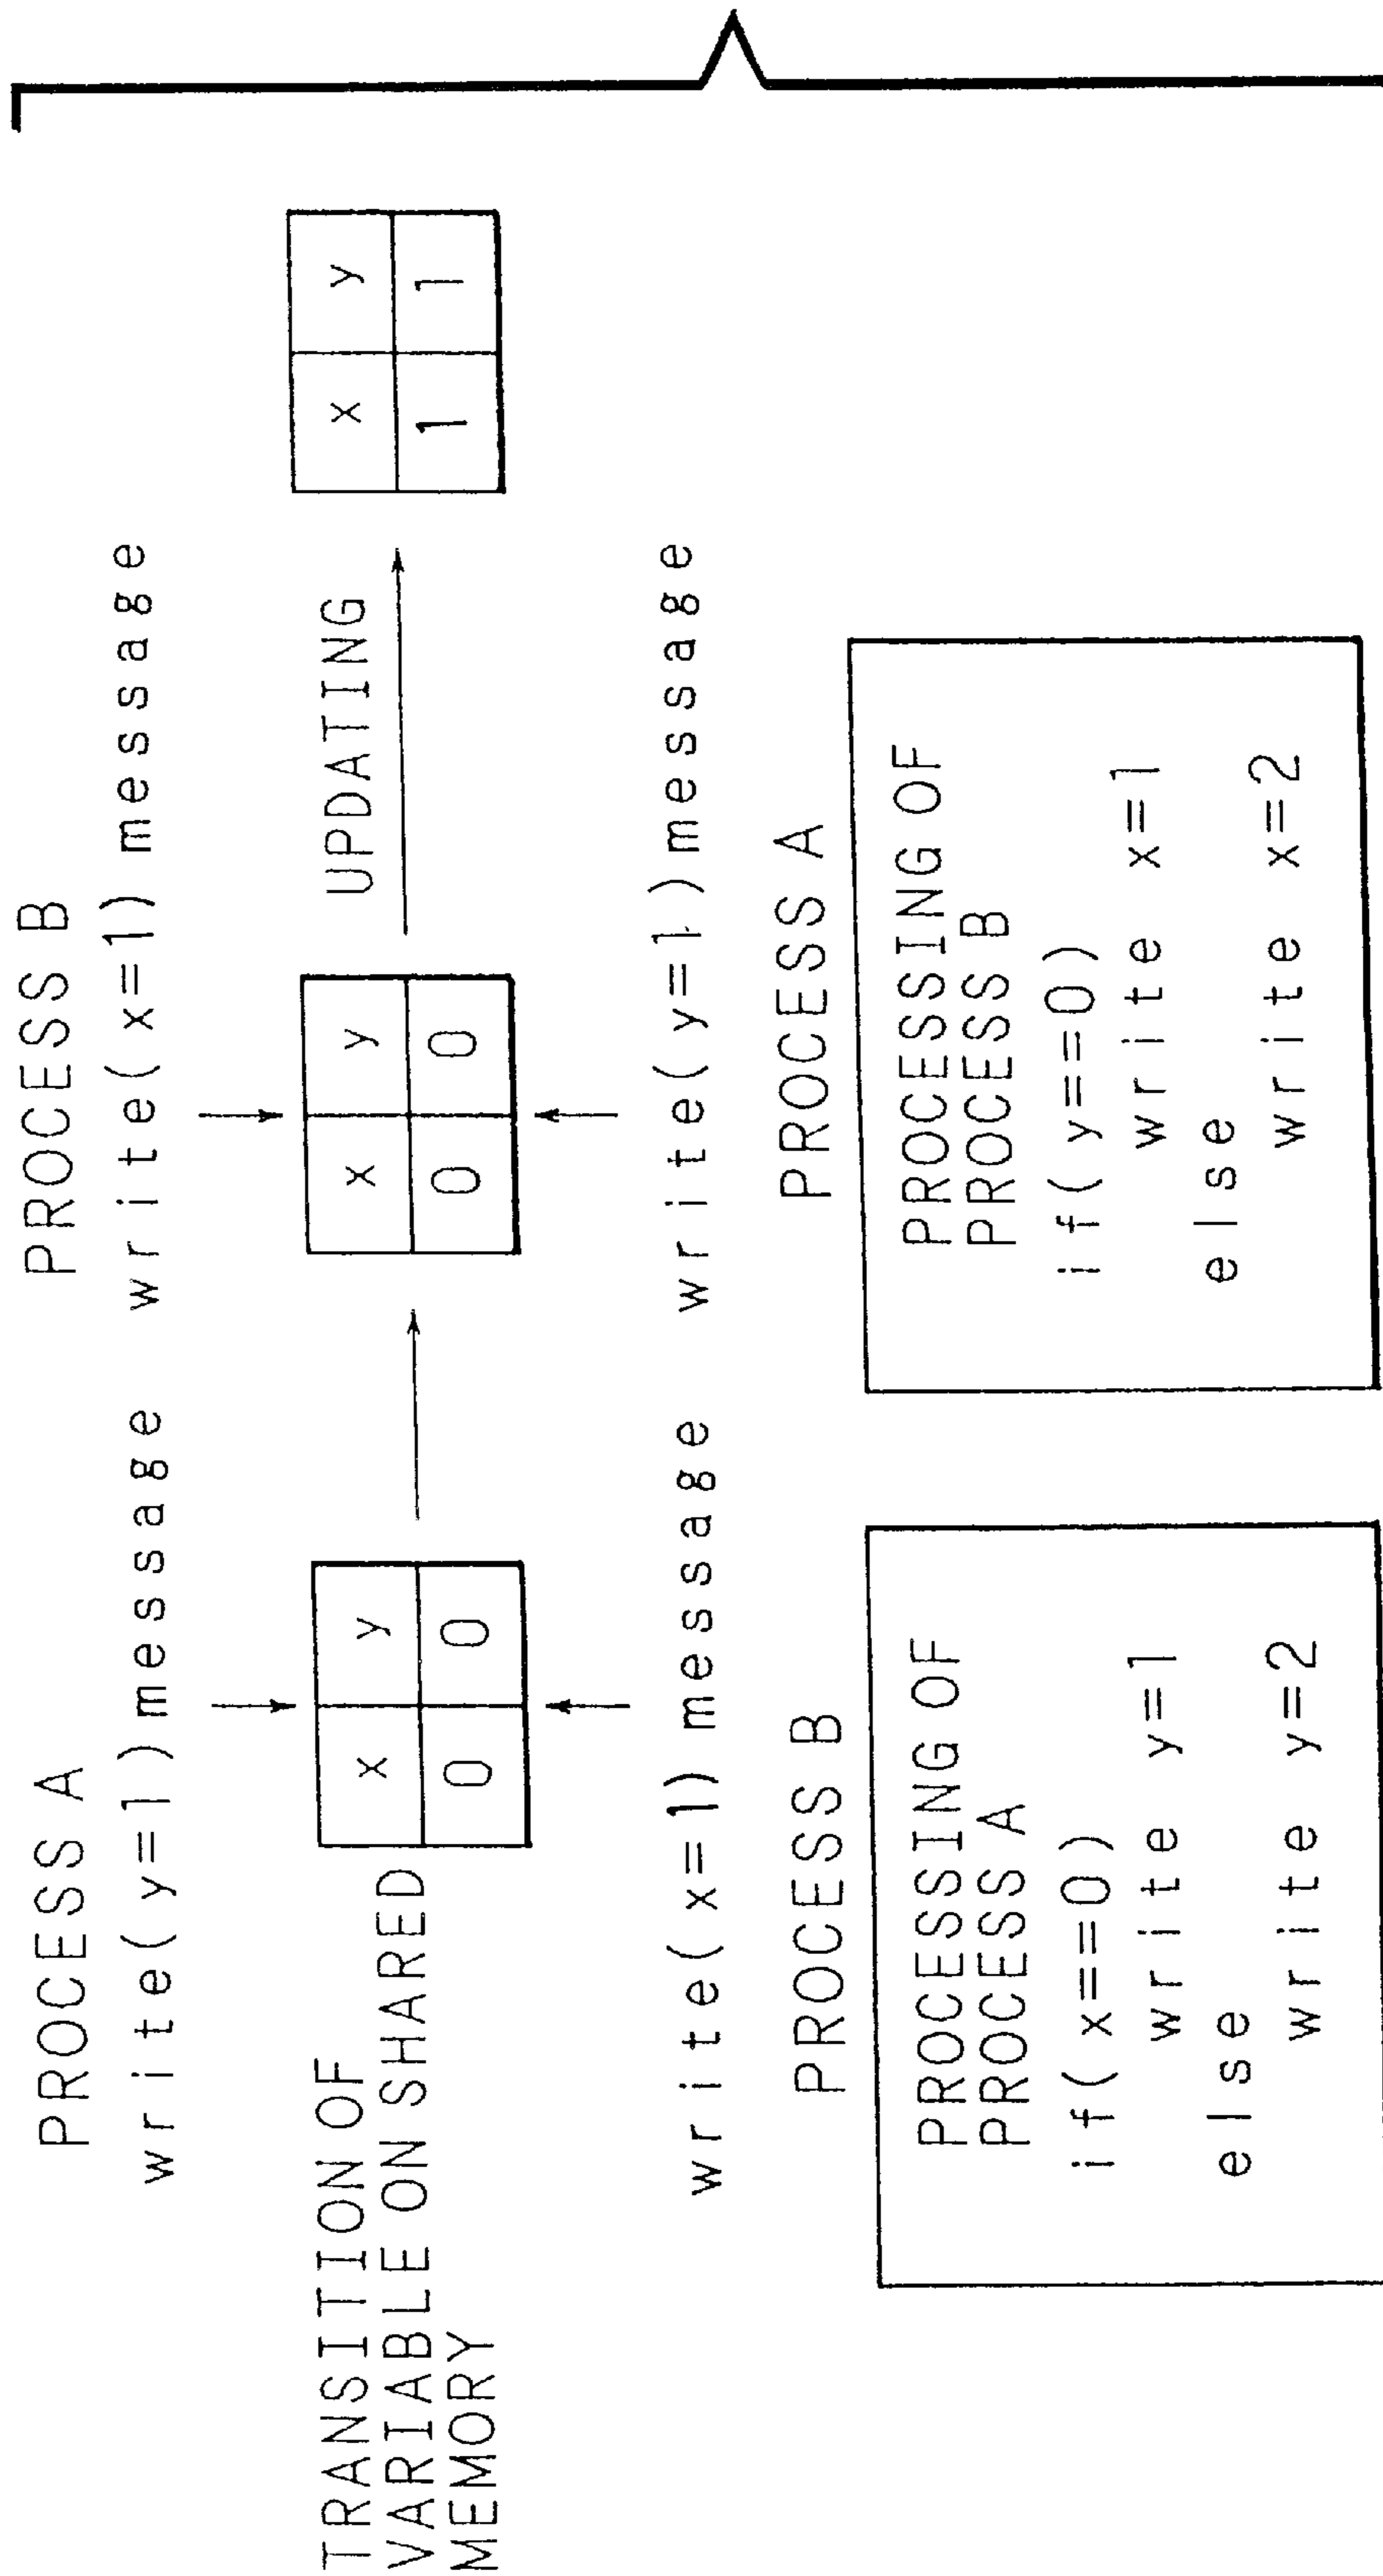 PROCESS A
write(y=1)message
PROCESS B
write(x=1)message
TRANSITION OF
VARIABLE ON SHARED
MEMORY
x y
0 0
x y
0 0
UPDATING
x y
1 1
write(x=1)message
PROCESS B
write(y=1)message
PROCESS A
PROCESSING OF
PROCESS A
if(x==0)
write y=1
else
write y=2
PROCESSING OF
PROCESS B
if(y==0)
write x=1
else
write x=2